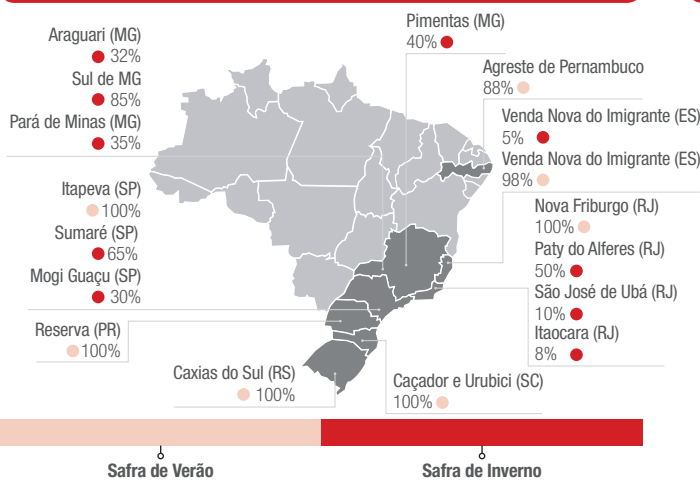 Araguari (MG)
32%
Sul de MG
85%
Pará de Minas (MG)
35%
Itapeva (SP)
100%
Sumaré (SP)
65%
Mogi Guaçu (SP)
30%
Reserva (PR)
100%
Caxias do Sul (RS)
100%
Pimentas (MG)
40%
Agreste de Pernambuco
88%
Venda Nova do Imigrante (ES)
5%
Venda Nova do Imigrante (ES)
98%
Nova Friburgo (RJ)
100%
Paty do Alferes (RJ)
50%
São José de Ubá (RJ)
10%
Itaocara (RJ)
8%
Caçador e Urubici (SC)
100%
Safra de Verão
Safra de Inverno